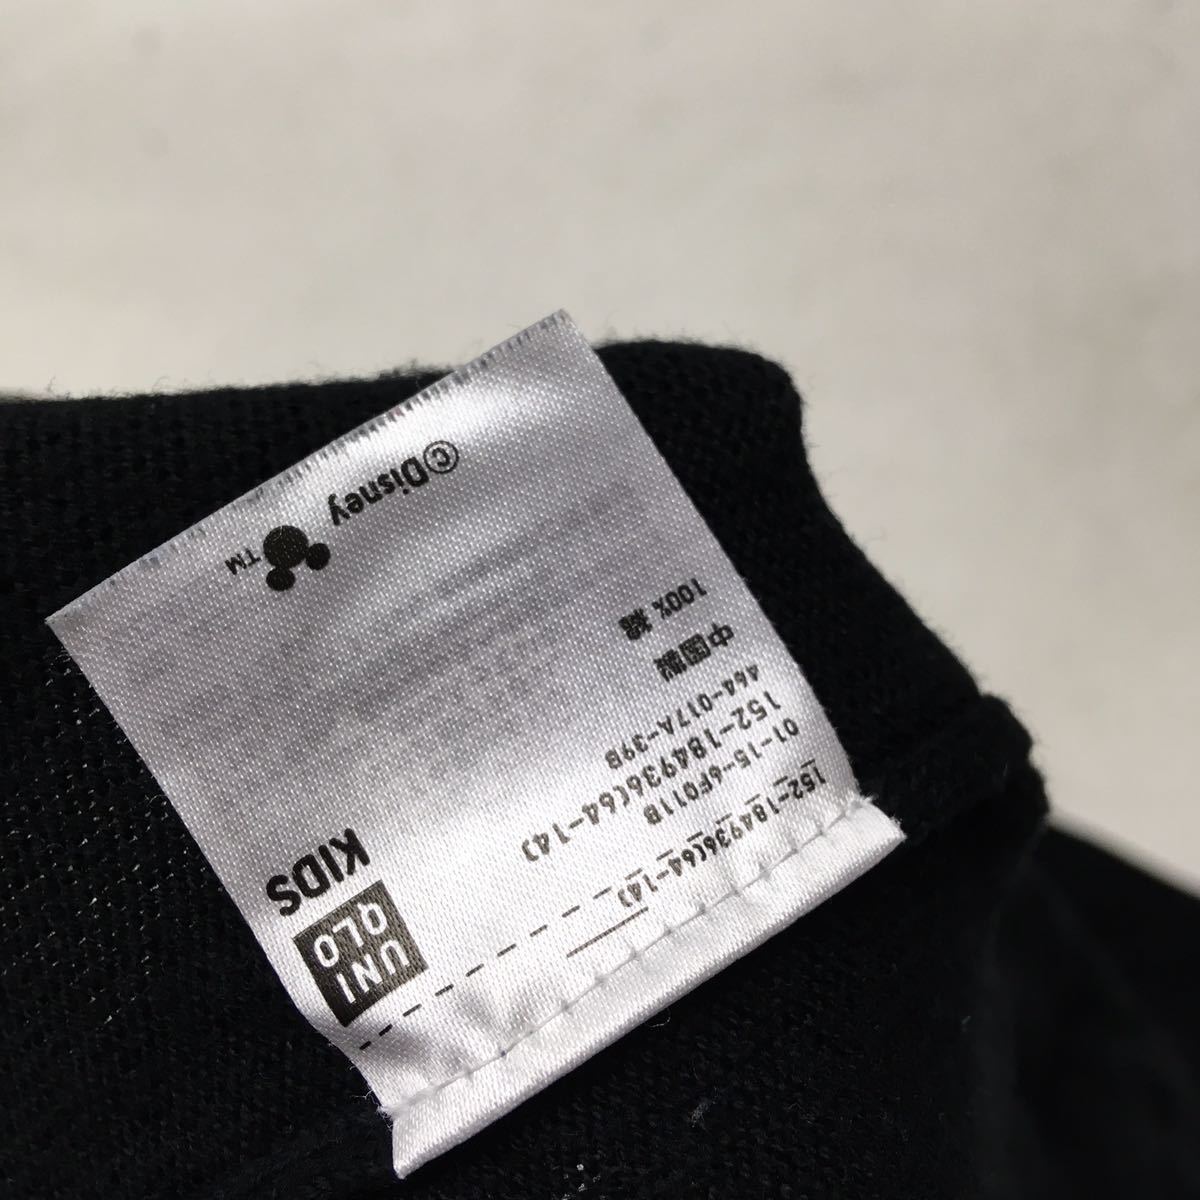 152-184936(64-14)
UNI
QLO
KIDS
01-15-6F011B
152-184936(64-14)
464-017A-39B
中国製
100% 綿
©Disney
TM